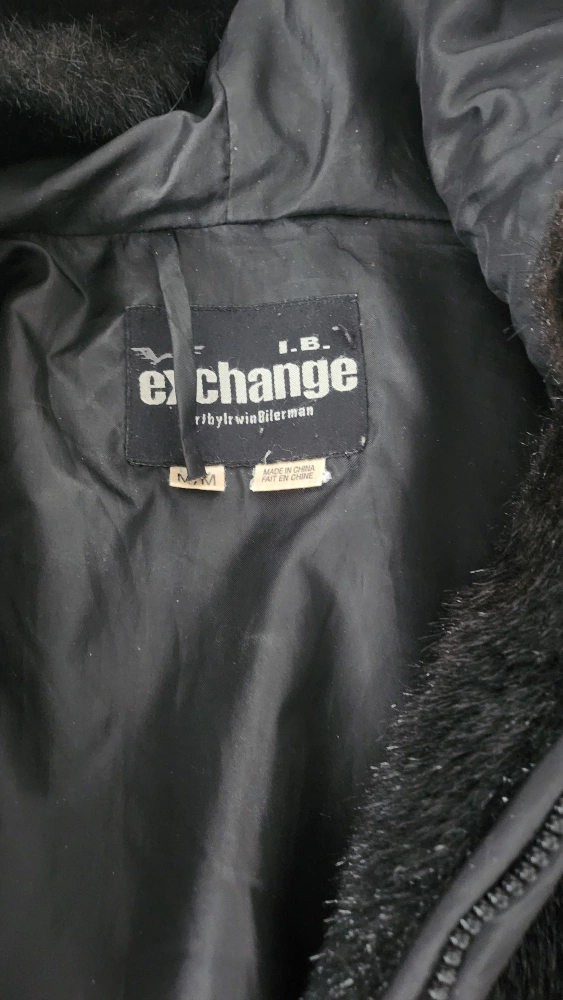 I.B.
exchange
byIrwinBilerman
M/M
MADE IN CHINA
FAIT EN CHINE